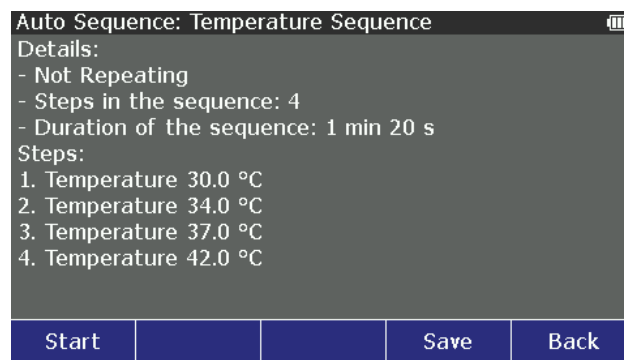 Auto Sequence: Temperature Sequence
Details:
- Not Repeating
- Steps in the sequence: 4
- Duration of the sequence: 1 min 20 s
Steps:
1. Temperature 30.0 °C
2. Temperature 34.0 °C
3. Temperature 37.0 °C
4. Temperature 42.0 °C
Start Save Back